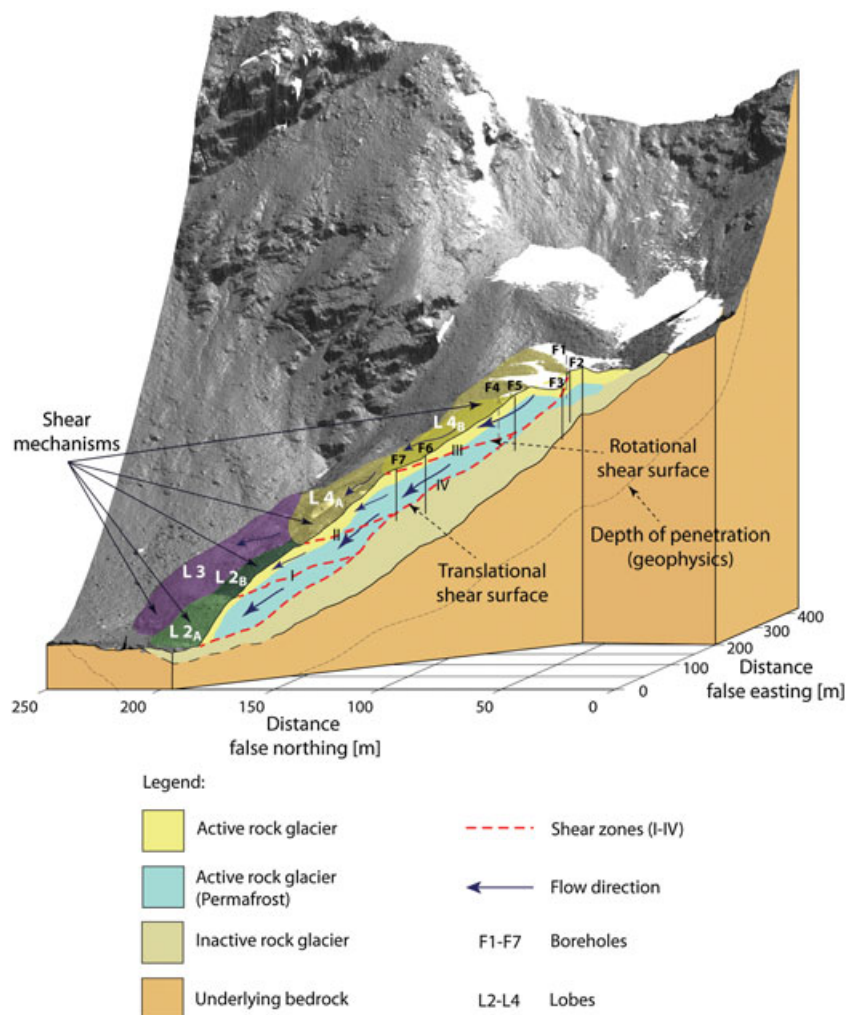 F1
F2
F4
F5
F3
Shear
mechanisms
L 4B
Rotational
shear surface
III
F6
F7
IV
L 4A
Depth of penetration
(geophysics)
II
Translational
shear surface
L 3
L 2B
I
L 2A
400
300
200
100
0
Distance
false easting [m]
250
200
150
100
50
0
Distance
false northing [m]
Legend:
Active rock glacier
Shear zones (I-IV)
Active rock glacier
(Permafrost)
Flow direction
Inactive rock glacier
F1-F7 Boreholes
Underlying bedrock
L2-L4 Lobes